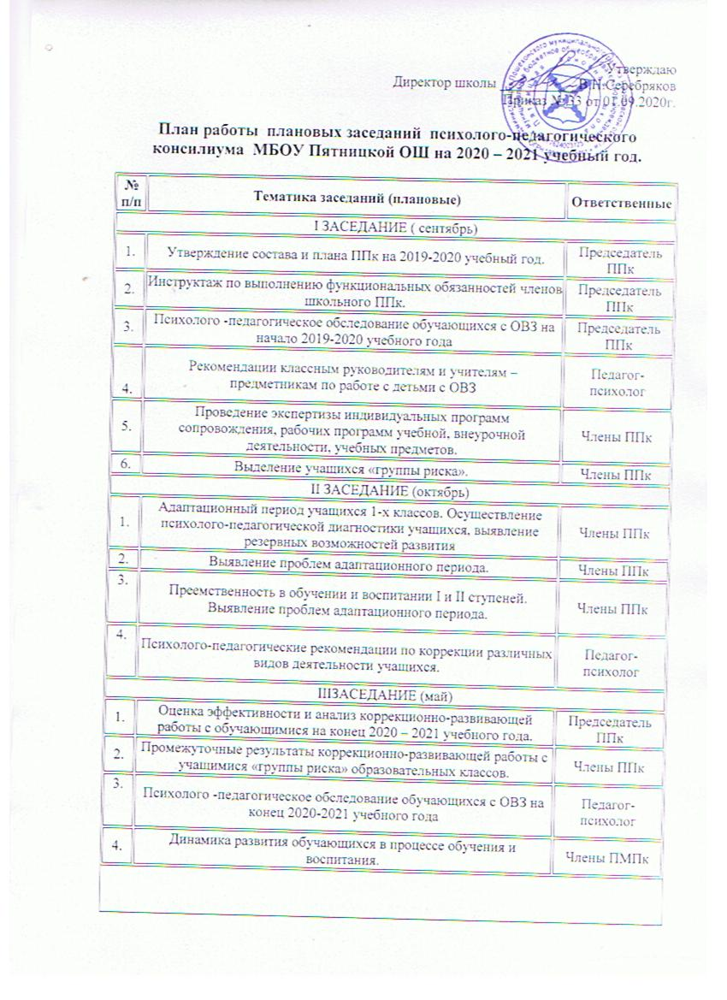 Утверждаю
Директор школы В.Н.Серебряков
Приказ № 33 от 01.09.2020г.
План работы плановых заседаний психолого-педагогического
консилиума МБОУ Пятницкой ОШ на 2020 – 2021 учебный год.
№ п/п Тематика заседаний (плановые) Ответственные
I ЗАСЕДАНИЕ ( сентябрь)
1. Утверждение состава и плана ППк на 2019-2020 учебный год. Председатель
ППк
2. Инструктаж по выполнению функциональных обязанностей членов
школьного ППк.
Председатель
ППк
3. Психолого -педагогическое обследование обучающихся с ОВЗ на
начало 2019-2020 учебного года
Председатель
ППк
4. Рекомендации классным руководителям и учителям –
предметникам по работе с детьми с ОВЗ
Педагог-
психолог
5. Проведение экспертизы индивидуальных программ
сопровождения, рабочих программ учебной, внеурочной
деятельности, учебных предметов.
Члены ППк
6. Выделение учащихся «группы риска». Члены ППк
II ЗАСЕДАНИЕ (октябрь)
1. Адаптационный период учащихся 1-х классов. Осуществление
психолого-педагогической диагностики учащихся, выявление
резервных возможностей развития
Члены ППк
2. Выявление проблем адаптационного периода. Члены ППк
3. Преемственность в обучении и воспитании I и II ступеней.
Выявление проблем адаптационного периода.
Члены ППк
4. Психолого-педагогические рекомендации по коррекции различных
видов деятельности учащихся.
Педагог-
психолог
IIIЗАСЕДАНИЕ (май)
1. Оценка эффективности и анализ коррекционно-развивающей
работы с обучающимися на конец 2020 – 2021 учебного года.
Председатель
ППк
2. Промежуточные результаты коррекционно-развивающей работы с
учащимися «группы риска» образовательных классов.
Члены ППк
3. Психолого -педагогическое обследование обучающихся с ОВЗ на
конец 2020-2021 учебного года
Педагог-
психолог
4. Динамика развития обучающихся в процессе обучения и
воспитания.
Члены ПМПк